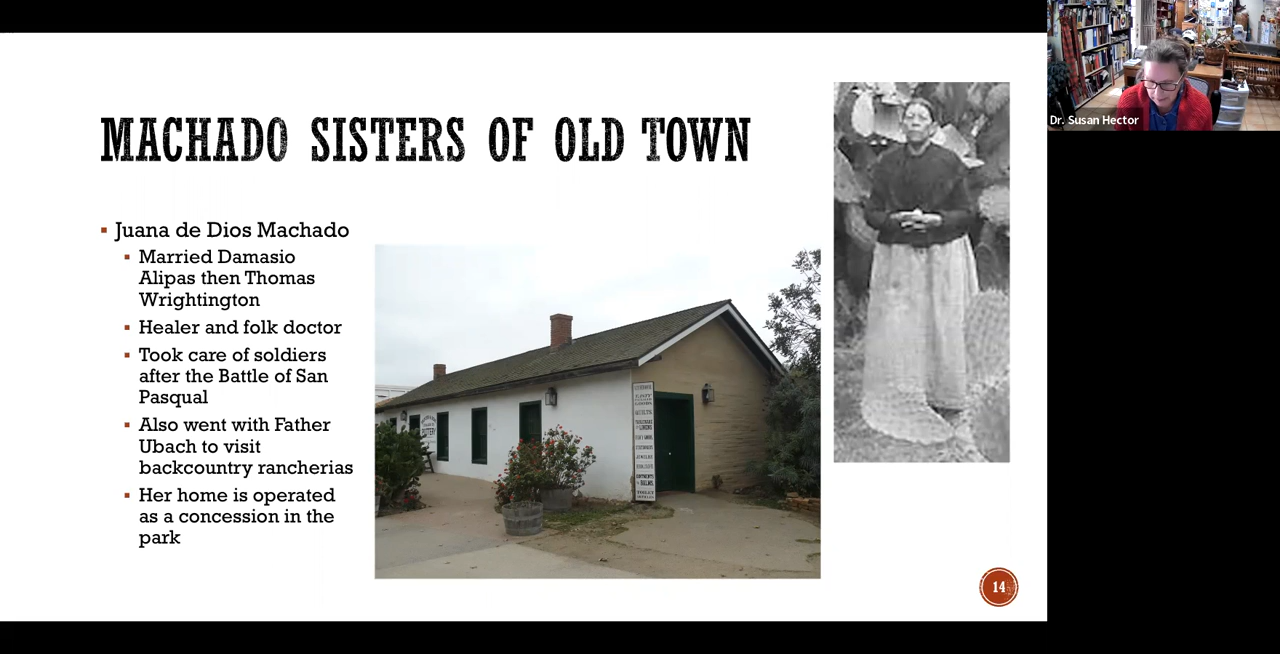 MACHADO SISTERS OF OLD TOWN
Juana de Dios Machado
Married Damasio
Alipas then Thomas
Wrightington
Healer and folk doctor
Took care of soldiers
after the Battle of San
Pasqual
Also went with Father
Ubach to visit
backcountry rancherias
Her home is operated
as a concession in the
park
POTTERY
14
Dr. Susan Hector